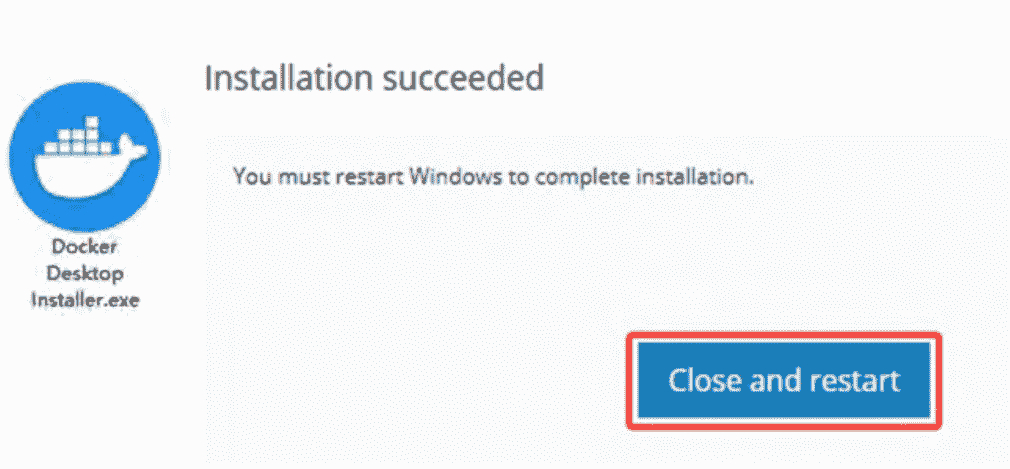 Installation succeeded
You must restart Windows to complete installation.
Docker
Desktop
Installer.exe
Close and restart